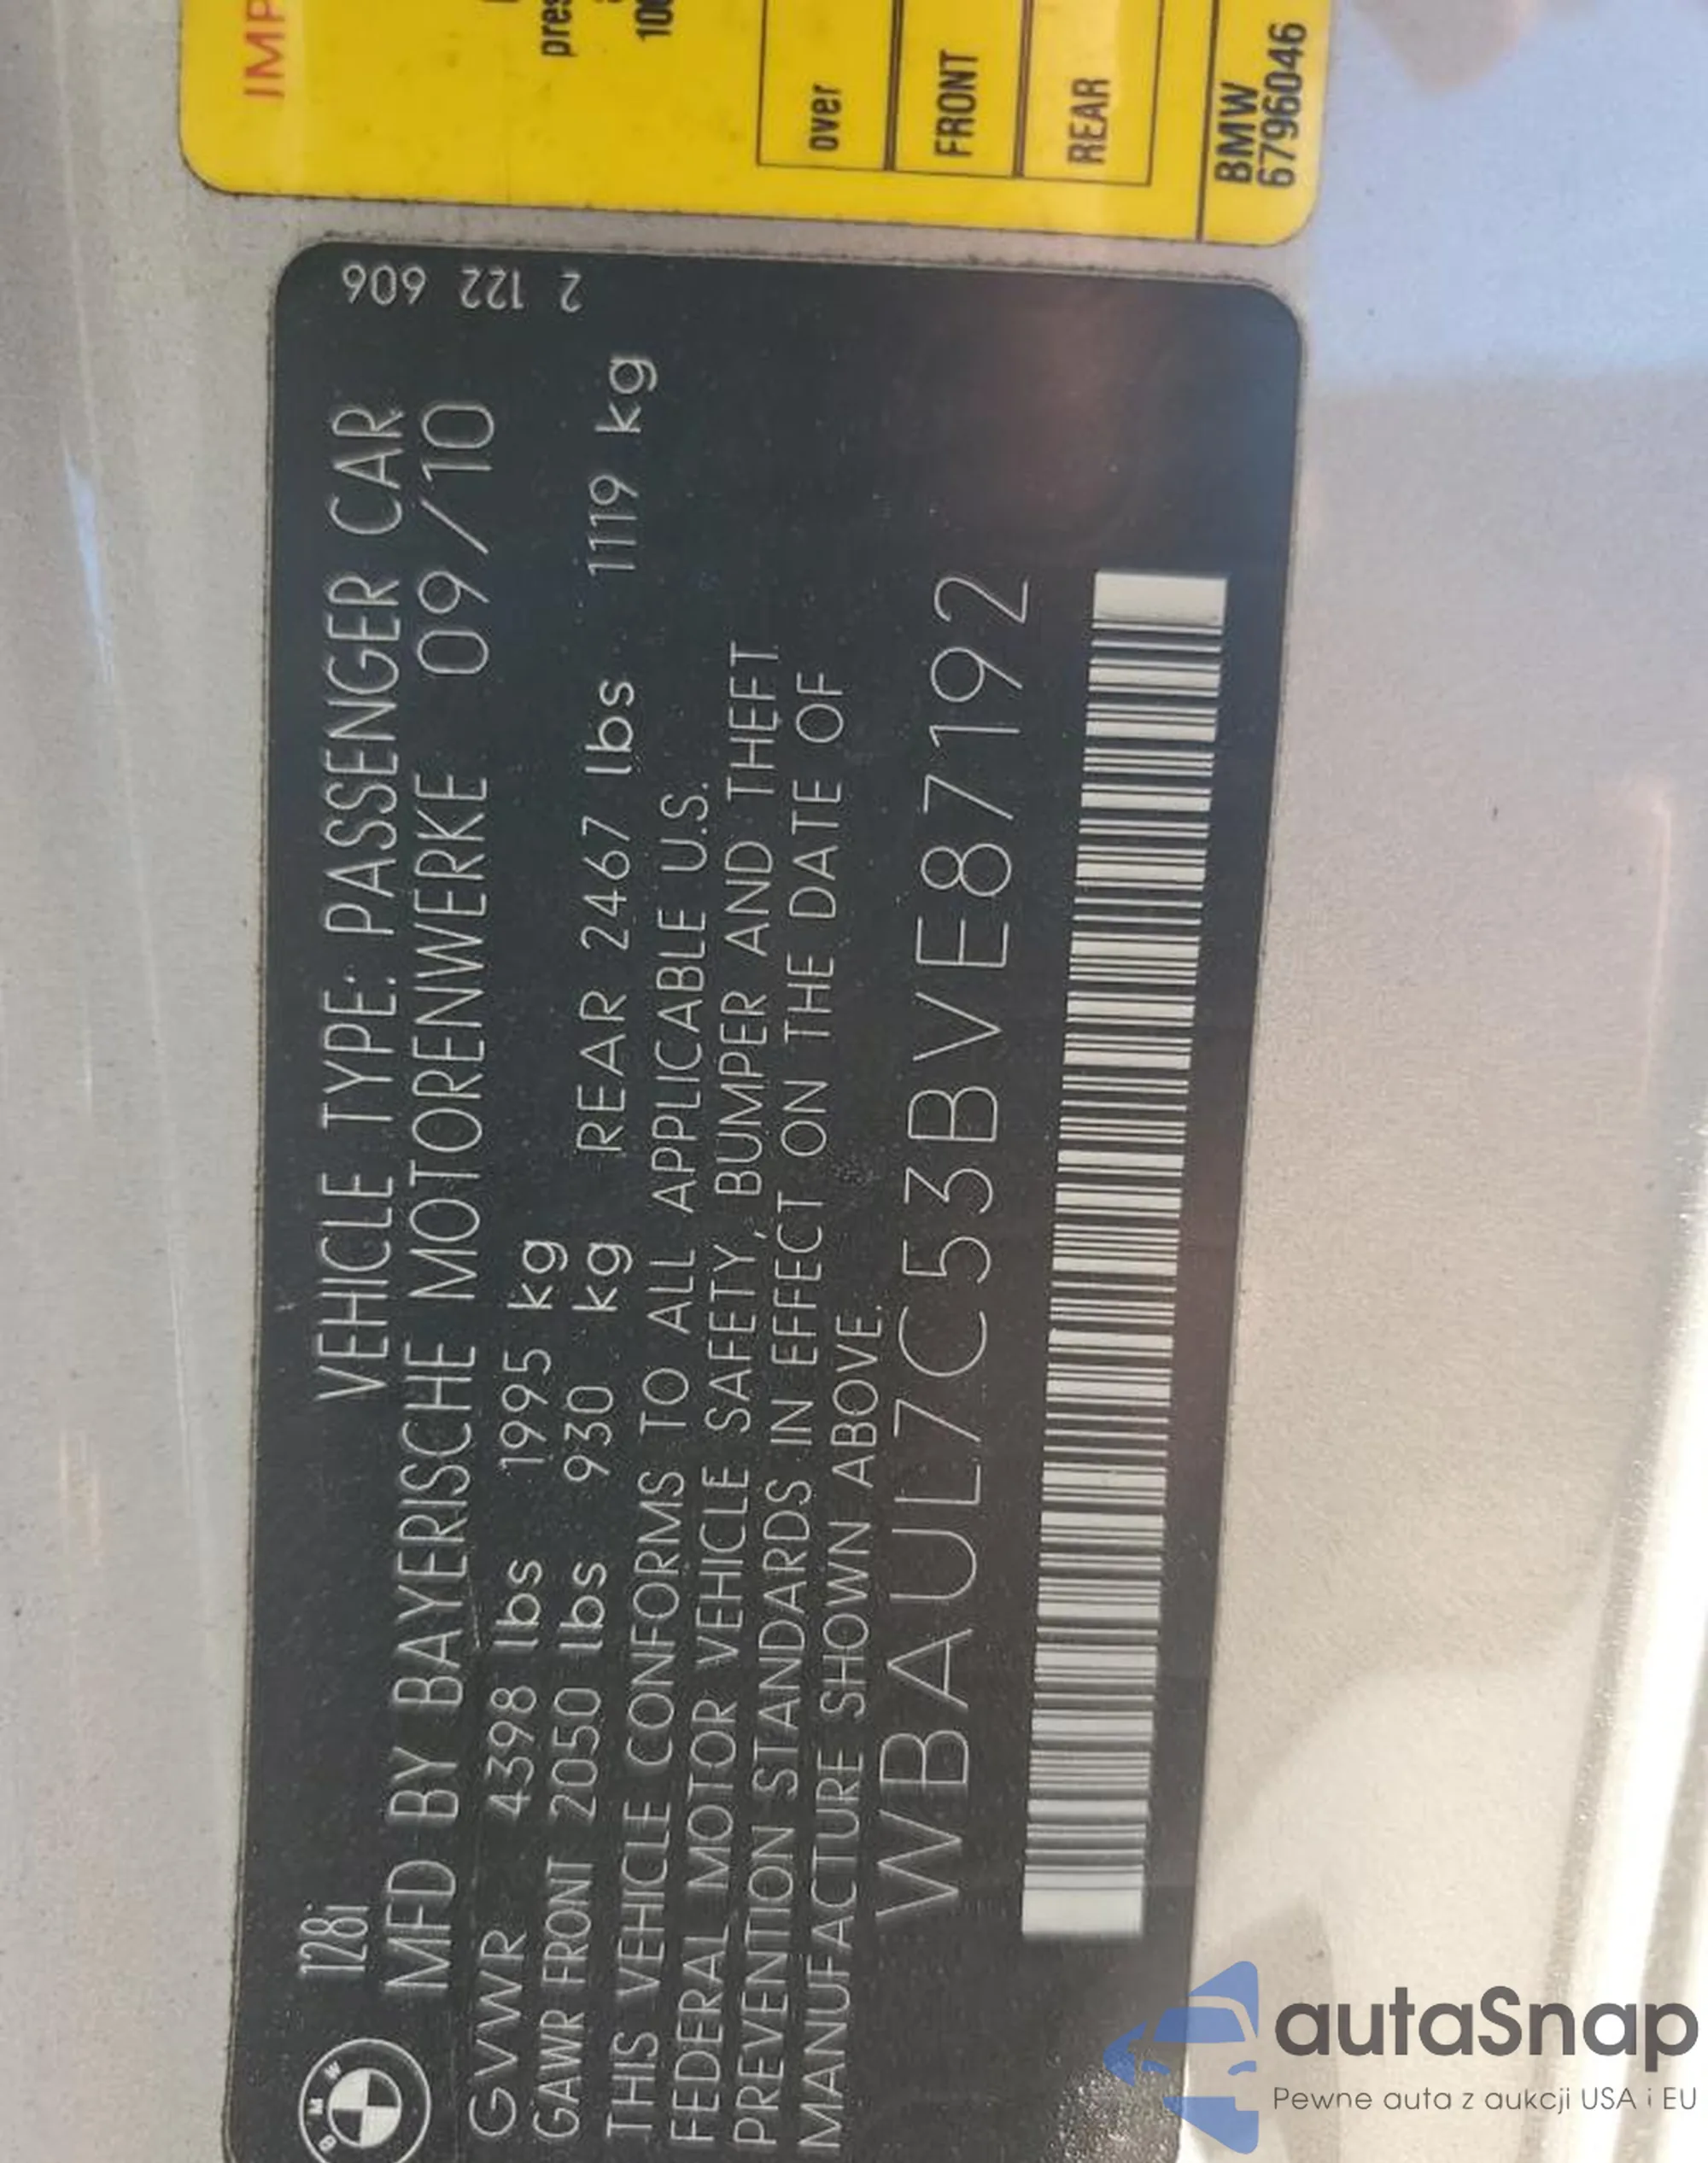 IMP
pres
100
over
FRONT
REAR
BMW
6796046
2 122 606
BMW
128i VEHICLE TYPE: PASSENGER CAR
MFD BY BAYERISCHE MOTORENWERKE 09/10
GVWR 4398 lbs 1995 kg
GAWR FRONT 2050 lbs 930 kg REAR 2467 lbs 1119 kg
THIS VEHICLE CONFORMS TO ALL APPLICABLE U.S.
FEDERAL MOTOR VEHICLE SAFETY, BUMPER AND THEFT
PREVENTION STANDARDS IN EFFECT ON THE DATE OF
MANUFACTURE SHOWN ABOVE.
WBAUL7C53BVE87192
autaSnap
Pewne auta z aukcji USA i EU